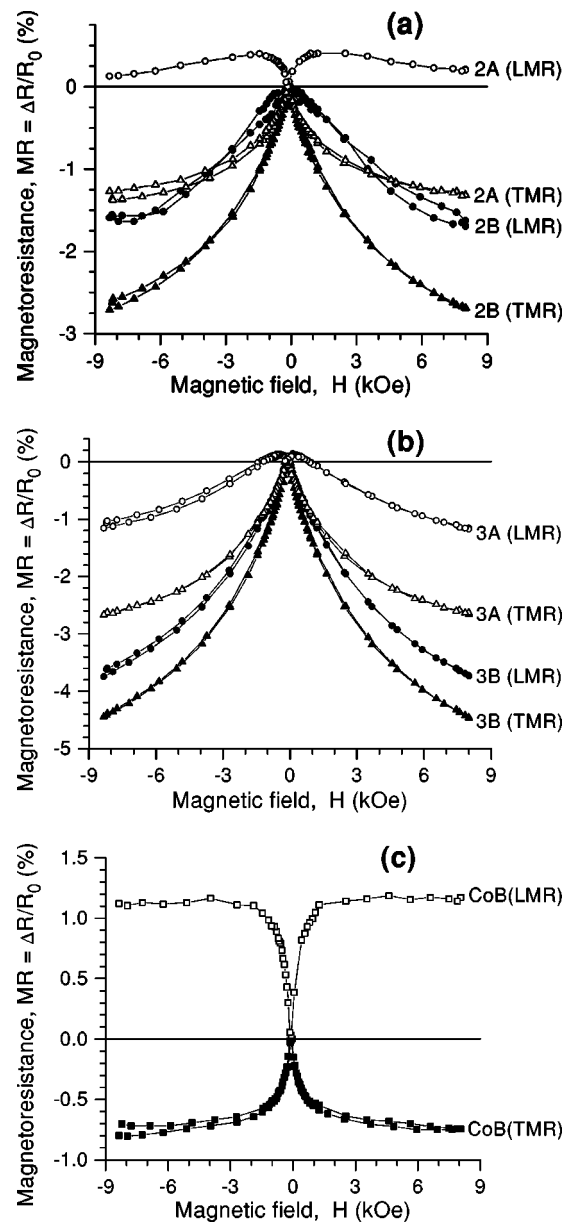 (a)
Magnetoresistance, MR = ΔR/R0 (%)
0
-1
-2
-3
2A (LMR)
2A (TMR)
2B (LMR)
2B (TMR)
-9 -6 -3 0 3 6 9
Magnetic field, H (kOe)
(b)
Magnetoresistance, MR = ΔR/R0 (%)
0
-1
-2
-3
-4
-5
3A (LMR)
3A (TMR)
3B (LMR)
3B (TMR)
-9 -6 -3 0 3 6 9
Magnetic field, H (kOe)
(c)
Magnetoresistance, MR = ΔR/R0 (%)
1.5
1.0
0.5
0.0
-0.5
-1.0
CoB(LMR)
CoB(TMR)
-9 -6 -3 0 3 6 9
Magnetic field, H (kOe)